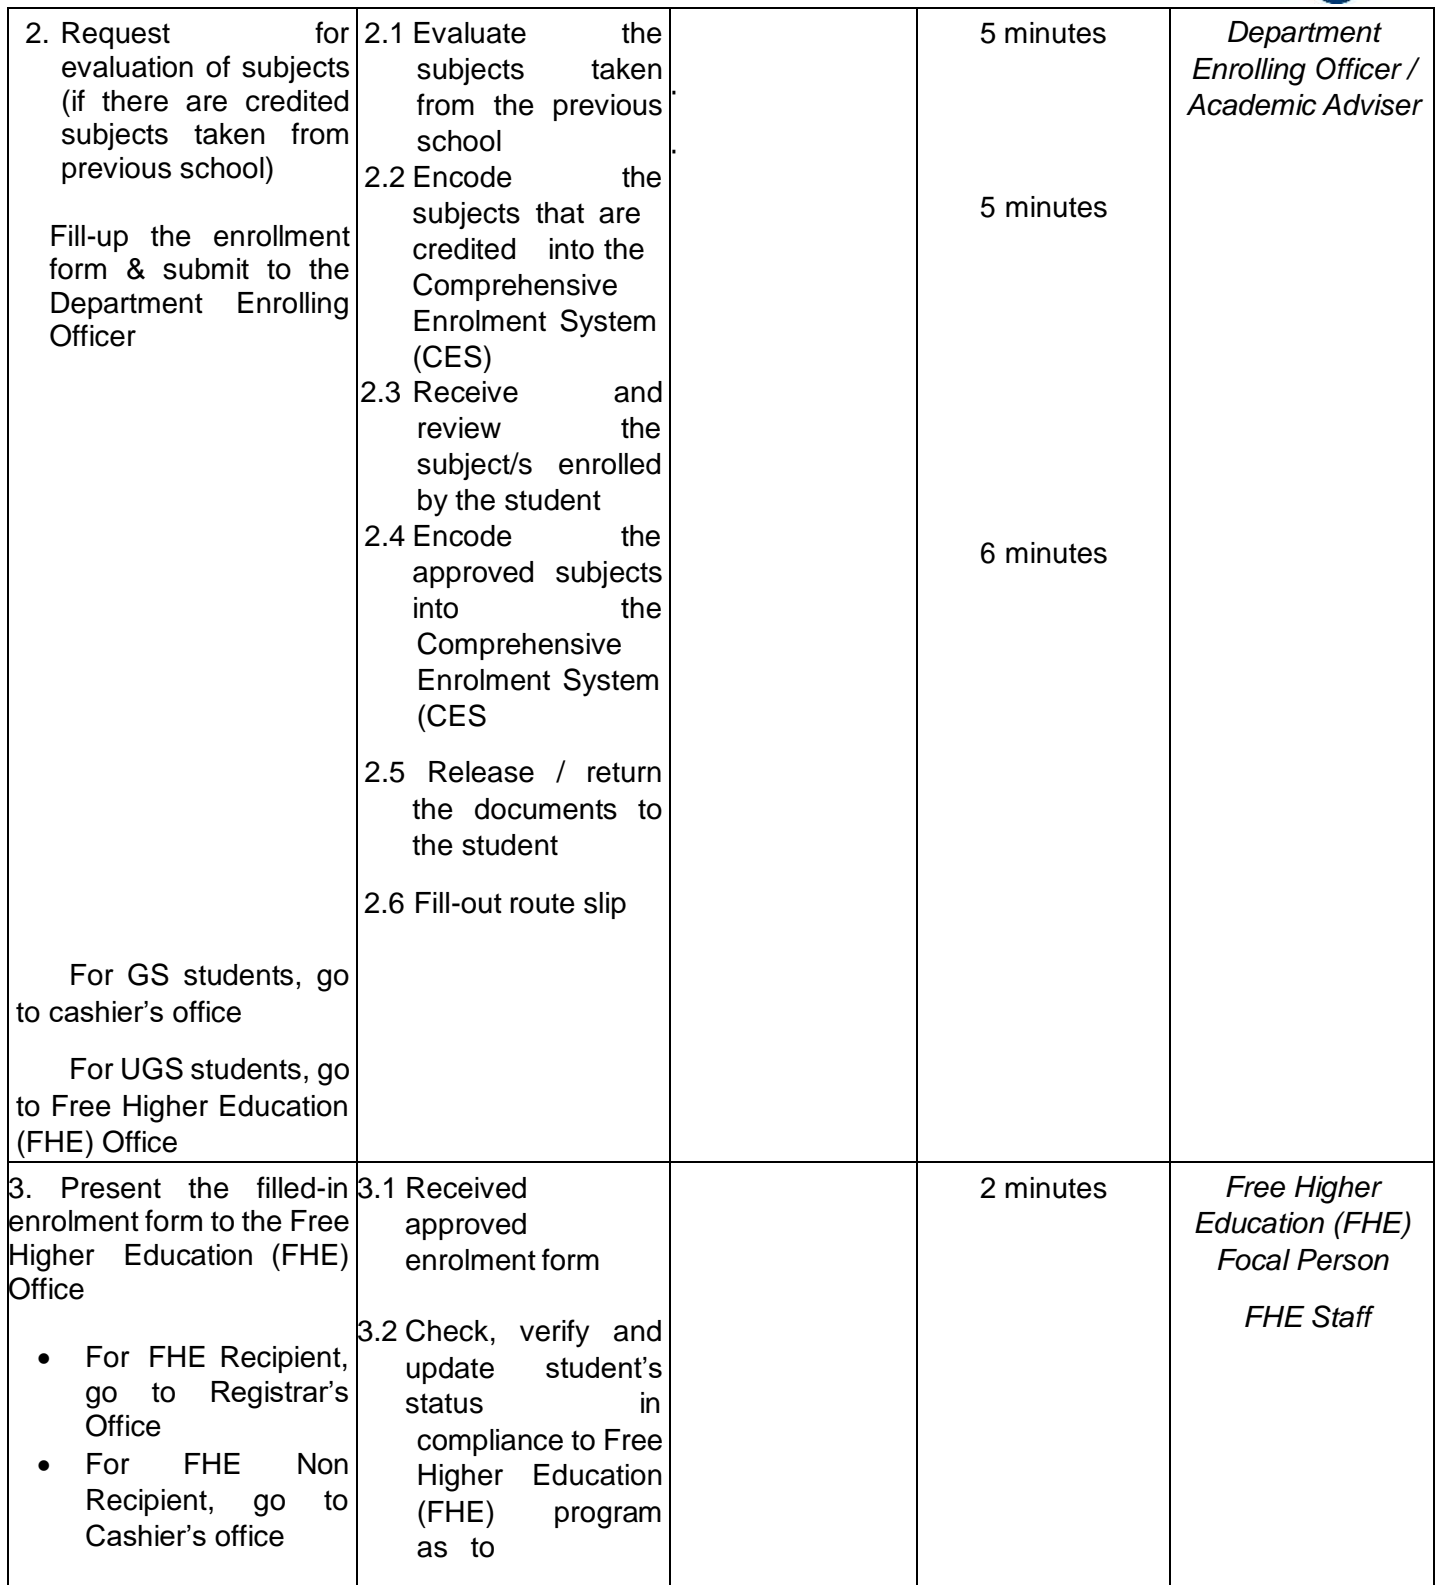 2. Request for
evaluation of subjects
(if there are credited
subjects taken from
previous school)
Fill-up the enrollment
form & submit to the
Department Enrolling
Officer
For GS students, go
to cashier’s office
For UGS students, go
to Free Higher Education
(FHE) Office
2.1 Evaluate the
subjects taken
from the previous
school
2.2 Encode the
subjects that are
credited into the
Comprehensive
Enrolment System
(CES)
2.3 Receive and
review the
subject/s enrolled
by the student
2.4 Encode the
approved subjects
into the
Comprehensive
Enrolment System
(CES
2.5 Release / return
the documents to
the student
2.6 Fill-out route slip
.
.
5 minutes
5 minutes
6 minutes
Department
Enrolling Officer /
Academic Adviser
3. Present the filled-in
enrolment form to the Free
Higher Education (FHE)
Office
• For FHE Recipient,
go to Registrar’s
Office
• For FHE Non
Recipient, go to
Cashier’s office
3.1 Received
approved
enrolment form
3.2 Check, verify and
update student’s
status in
compliance to Free
Higher Education
(FHE) program
as to
2 minutes
Free Higher
Education (FHE)
Focal Person
FHE Staff